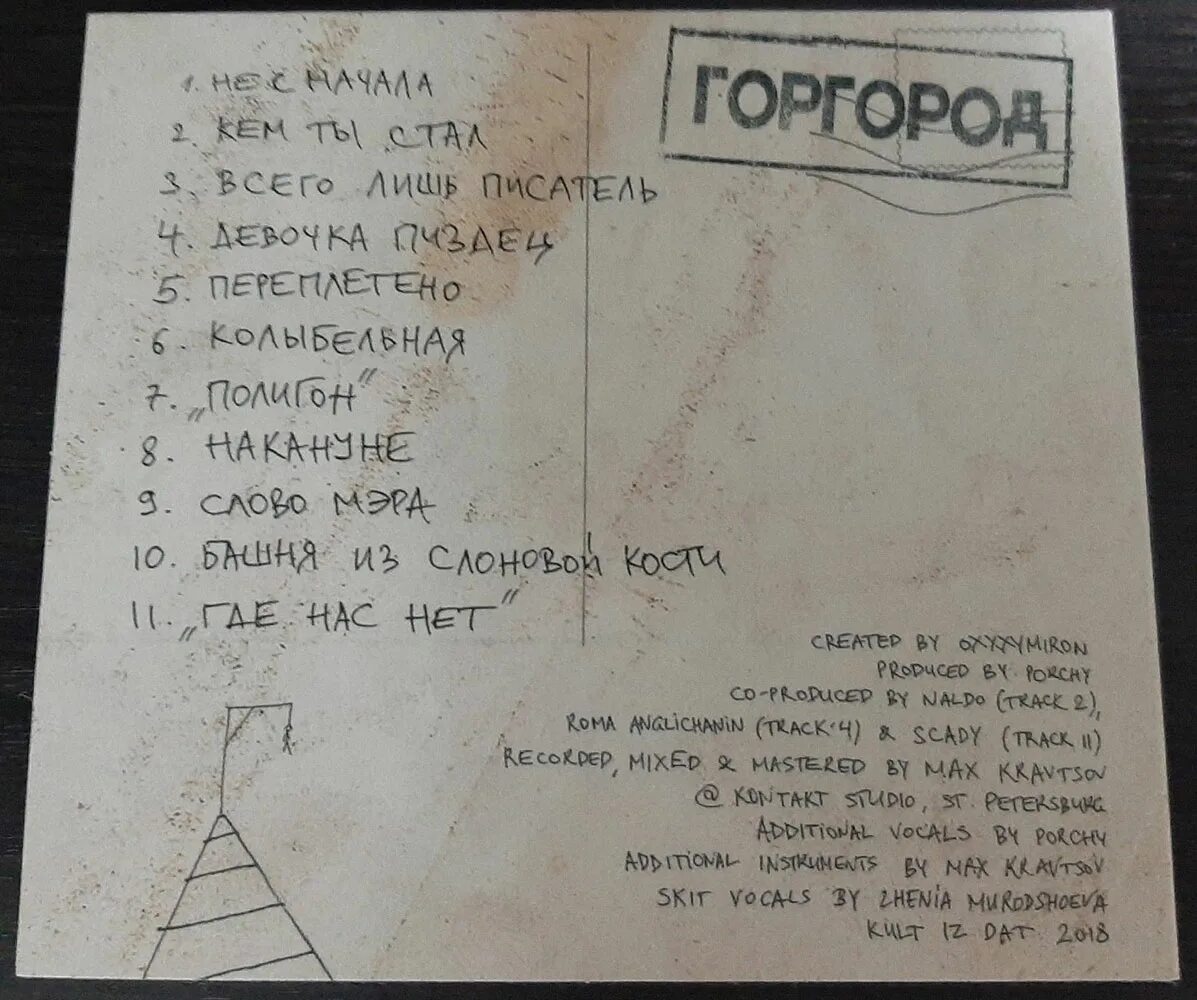 ГОРГОРОД
1. НЕ С НАЧАЛА
2. КЕМ ТЫ СТАЛ
3. ВСЕГО ЛИШЬ ПИСАТЕЛЬ
4. ДЕВОЧКА ПИЗДЕЦ
5. ПЕРЕПЛЕТЕНО
6. КОЛЫБЕЛЬНАЯ
7. „ПОЛИГОН"
8. НАКАНУНЕ
9. СЛОВО МЭРА
10. БАШНЯ ИЗ СЛОНОВОЙ КОСТИ
11. „ГДЕ НАС НЕТ"
CREATED BY OXXXYMIRON
PRODUCED BY PORCHY
CO-PRODUCED BY NALDO (TRACK 2),
ROMA ANGLICHANIN (TRACK 4) & SCADY (TRACK 11)
RECORDED, MIXED & MASTERED BY MAX KRAVTSOV
@ KONTAKT STUDIO, ST. PETERSBURG
ADDITIONAL VOCALS BY PORCHY
ADDITIONAL INSTRUMENTS BY MAX KRAVTSOV
SKIT VOCALS BY ZHENIA MURODSHOEVA
KULT IZ DAT 2018